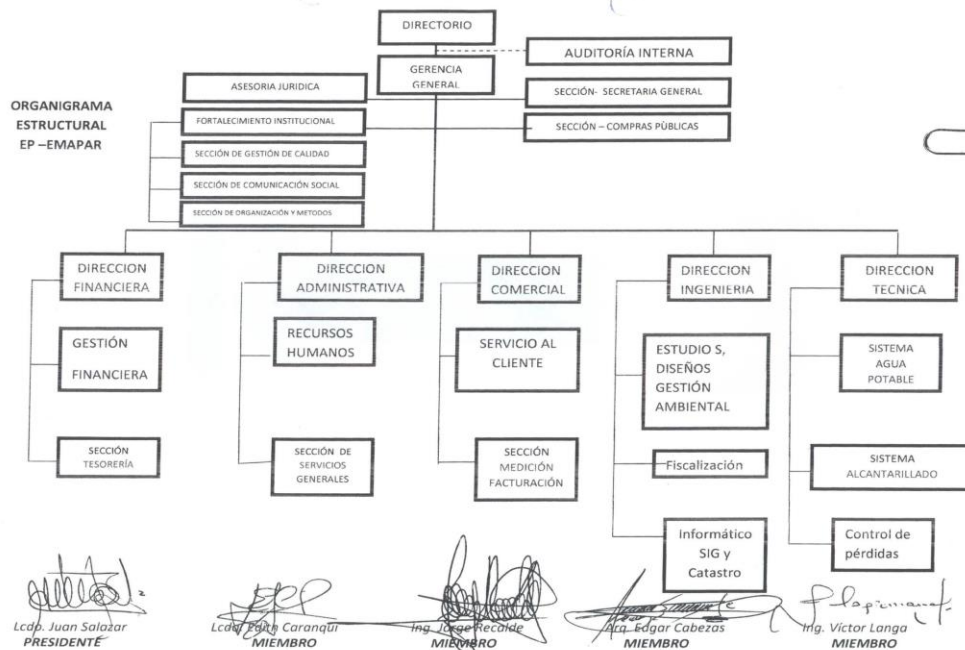 DIRECTORIO
AUDITORÍA INTERNA
GERENCIA
GENERAL
ASESORIA JURIDICA
SECCIÓN- SECRETARIA GENERAL
ORGANIGRAMA
ESTRUCTURAL
EP –EMAPAR
FORTALECIMIENTO INSTITUCIONAL
SECCIÓN – COMPRAS PÙBLICAS
SECCIÓN DE GESTIÓN DE CALIDAD
SECCIÓN DE COMUNICACIÓN SOCIAL
SECCIÓN DE ORGANIZACIÓN Y METODOS
DIRECCION
FINANCIERA
DIRECCION
ADMINISTRATIVA
DIRECCION
COMERCIAL
DIRECCION
INGENIERIA
DIRECCION
TECNICA
GESTIÓN
FINANCIERA
RECURSOS
HUMANOS
SERVICIO AL
CLIENTE
ESTUDIO S,
DISEÑOS
GESTIÓN
AMBIENTAL
SISTEMA
AGUA
POTABLE
SECCIÓN
TESORERÍA
SECCIÓN DE
SERVICIOS
GENERALES
SECCIÓN
MEDICIÓN
FACTURACIÓN
Fiscalización
SISTEMA
ALCANTARILLADO
Informático
SIG y
Catastro
Control de
pérdidas
Lcdo. Juan Salazar
PRESIDENTE
Lcda. Edith Caranqui
MIEMBRO
Ing. Jorge Recalde
MIEMBRO
Arq. Edgar Cabezas
MIEMBRO
Ing. Víctor Langa
MIEMBRO